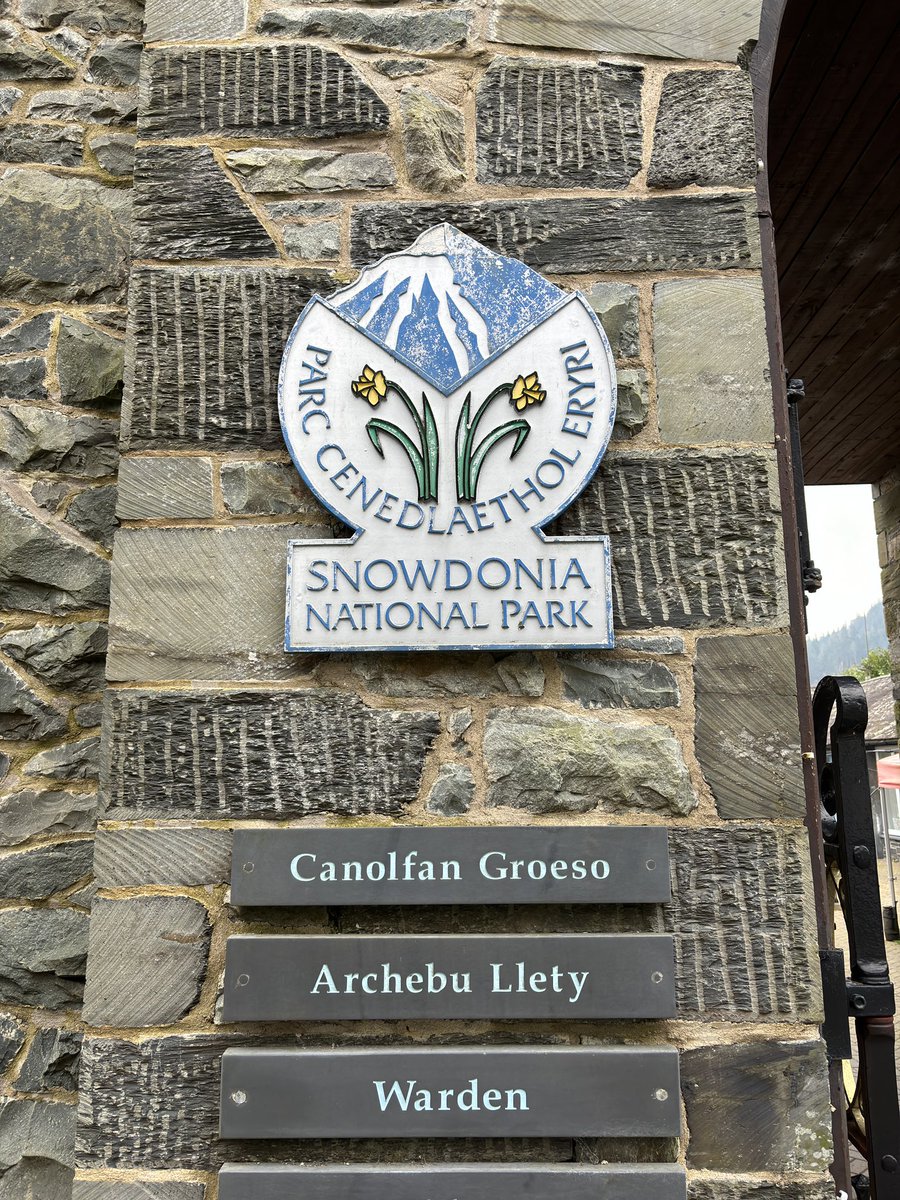 PARC CENEDLAETHOL ERYRI
SNOWDONIA
NATIONAL PARK
Canolfan Groeso
Archebu Llety
Warden